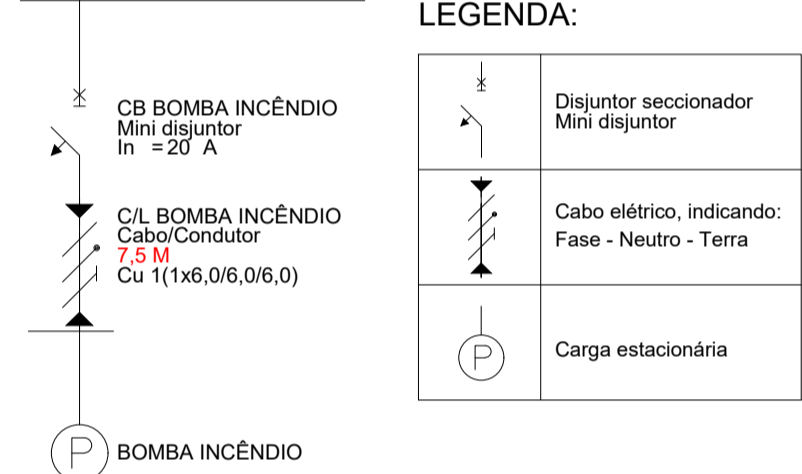 LEGENDA:
CB BOMBA INCÊNDIO
Mini disjuntor
In = 20 A
C/L BOMBA INCÊNDIO
Cabo/Condutor
7,5 M
Cu 1(1x6,0/6,0/6,0)
P
BOMBA INCÊNDIO
Disjuntor seccionador
Mini disjuntor
Cabo elétrico, indicando:
Fase - Neutro - Terra
P
Carga estacionária